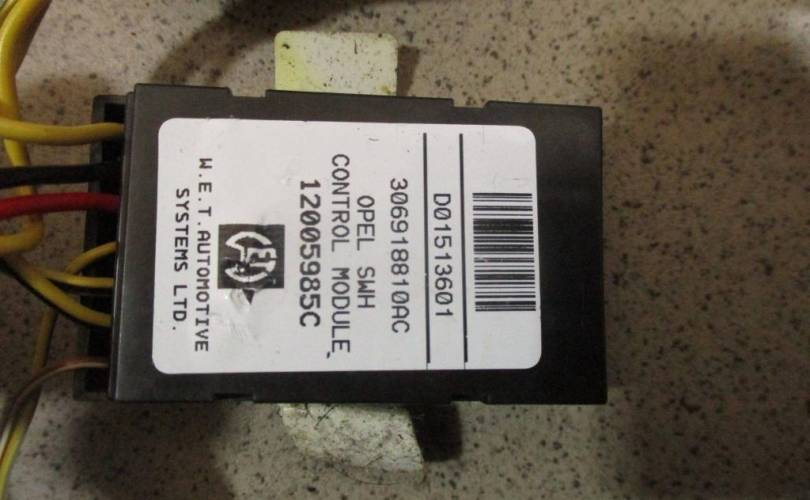 D01513601
306918810AC
OPEL SWH
CONTROL MODULE
12005985C
W.E.T.AUTOMOTIVE
SYSTEMS LTD.